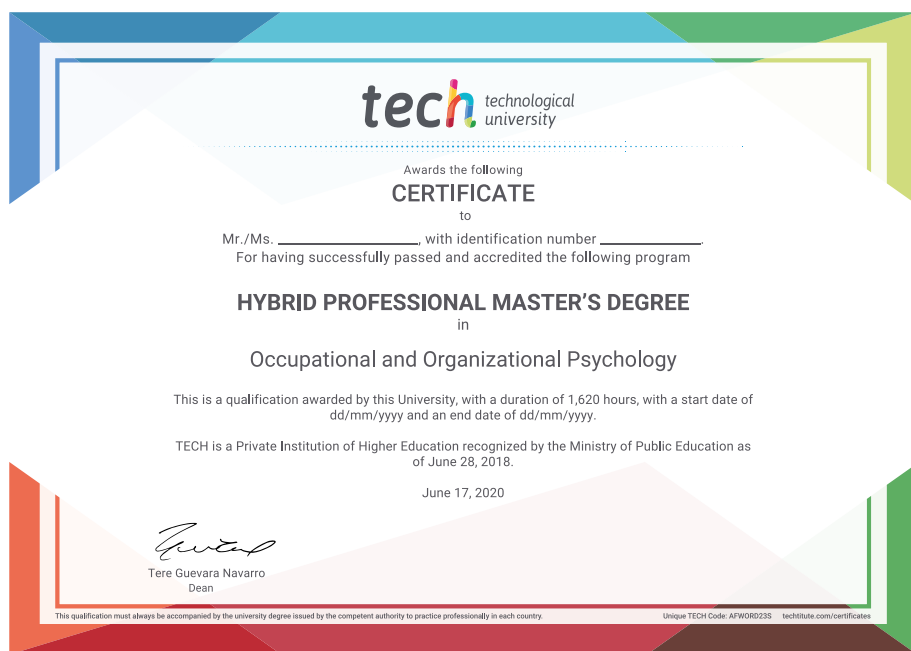 tech technological
university
Awards the following
CERTIFICATE
to
Mr./Ms. ____________________, with identification number ______________.
For having successfully passed and accredited the following program
HYBRID PROFESSIONAL MASTER'S DEGREE
in
Occupational and Organizational Psychology
This is a qualification awarded by this University, with a duration of 1,620 hours, with a start date of
dd/mm/yyyy and an end date of dd/mm/yyyy.
TECH is a Private Institution of Higher Education recognized by the Ministry of Public Education as
of June 28, 2018.
June 17, 2020
Tere Guevara Navarro
Dean
This qualification must always be accompanied by the university degree issued by the competent authority to practice professionally in each country.
Unique TECH Code: AFWORD23S techtitute.com/certificates